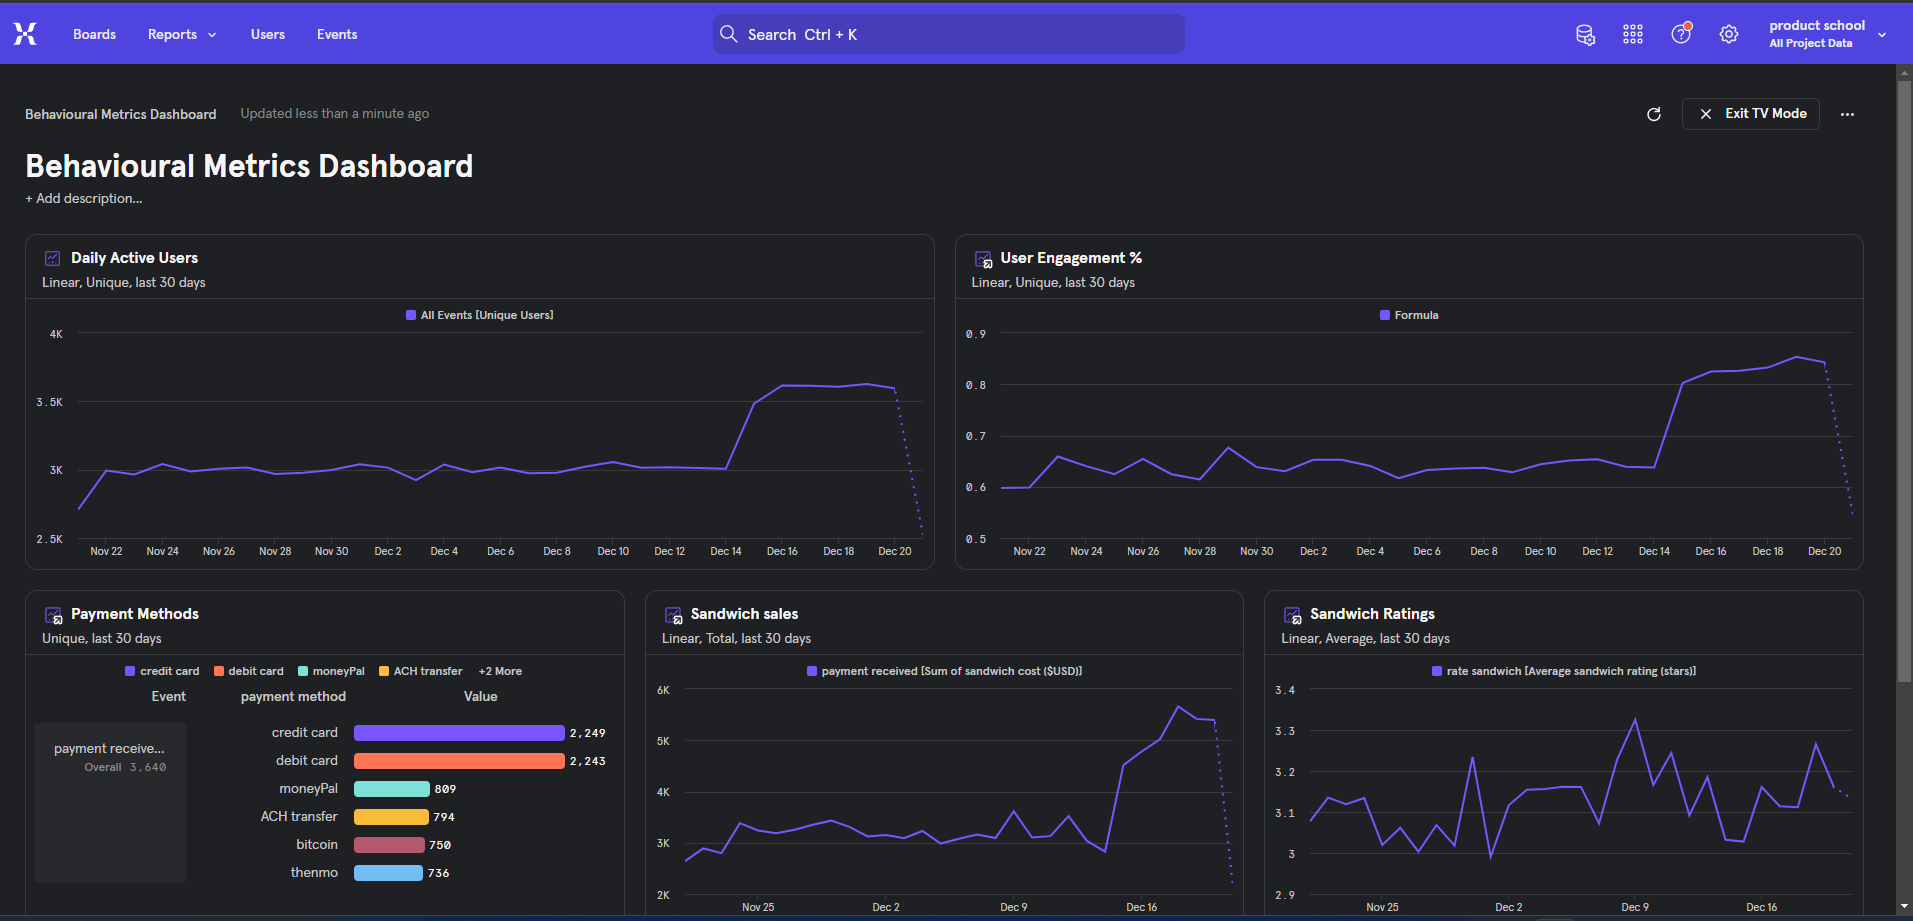 Boards Reports Users Events Search Ctrl + K product school
All Project Data
Behavioural Metrics Dashboard Updated less than a minute ago Exit TV Mode
Behavioural Metrics Dashboard
+ Add description...
Daily Active Users
Linear, Unique, last 30 days
All Events [Unique Users]
4K
3.5K
3K
2.5K
Nov 22 Nov 24 Nov 26 Nov 28 Nov 30 Dec 2 Dec 4 Dec 6 Dec 8 Dec 10 Dec 12 Dec 14 Dec 16 Dec 18 Dec 20
User Engagement %
Linear, Unique, last 30 days
Formula
0.9
0.8
0.7
0.6
0.5
Nov 22 Nov 24 Nov 26 Nov 28 Nov 30 Dec 2 Dec 4 Dec 6 Dec 8 Dec 10 Dec 12 Dec 14 Dec 16 Dec 18 Dec 20
Payment Methods
Unique, last 30 days
credit card debit card moneyPal ACH transfer +2 More
Event payment method Value
payment receive...
Overall 3,640
credit card 2,249
debit card 2,243
moneyPal 809
ACH transfer 794
bitcoin 750
thenmo 736
Sandwich sales
Linear, Total, last 30 days
payment received [Sum of sandwich cost ($USD)]
6K
5K
4K
3K
2K
Nov 25 Dec 2 Dec 9 Dec 16
Sandwich Ratings
Linear, Average, last 30 days
rate sandwich [Average sandwich rating (stars)]
3.4
3.3
3.2
3.1
3
2.9
Nov 25 Dec 2 Dec 9 Dec 16